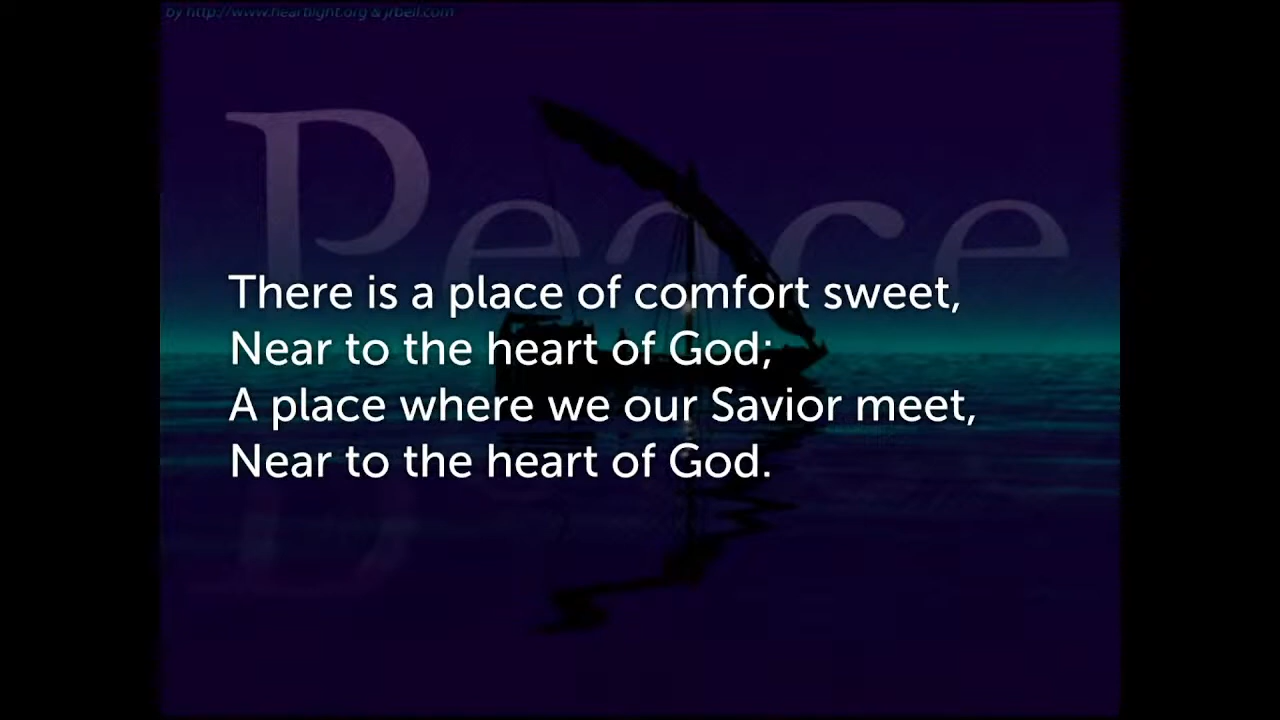 by http://www.heartlight.org & jrbell.com
Peace
There is a place of comfort sweet,
Near to the heart of God;
A place where we our Savior meet,
Near to the heart of God.